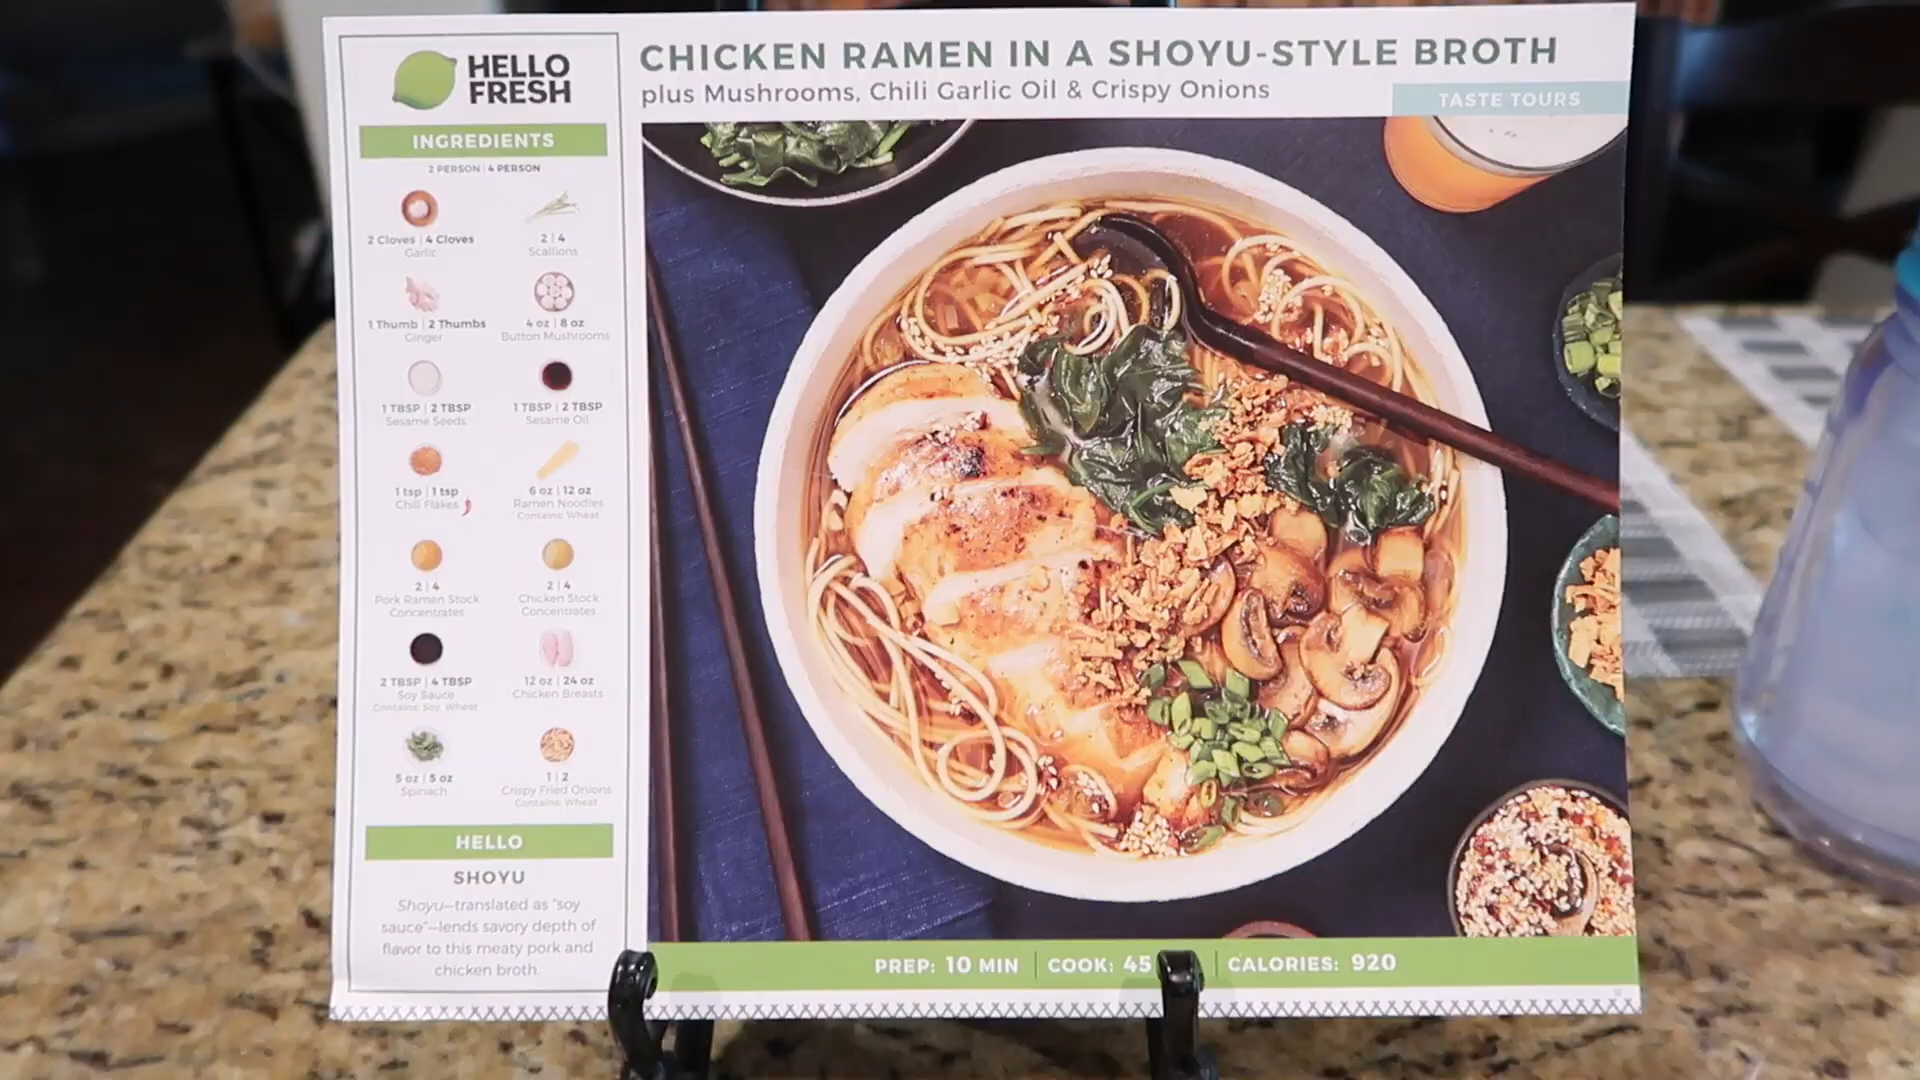 HELLO
FRESH
CHICKEN RAMEN IN A SHOYU-STYLE BROTH
plus Mushrooms, Chili Garlic Oil & Crispy Onions
TASTE TOURS
INGREDIENTS
2 PERSON | 4 PERSON
2 Cloves | 4 Cloves
Garlic
2 | 4
Scallions
1 Thumb | 2 Thumbs
Ginger
4 oz | 8 oz
Button Mushrooms
1 TBSP | 2 TBSP
Sesame Seeds
1 TBSP | 2 TBSP
Sesame Oil
1 tsp | 1 tsp
Chili Flakes
6 oz | 12 oz
Ramen Noodles
Contains: Wheat
2 | 4
Pork Ramen Stock
Concentrates
2 | 4
Chicken Stock
Concentrates
2 TBSP | 4 TBSP
Soy Sauce
Contains: Soy, Wheat
12 oz | 24 oz
Chicken Breasts
5 oz | 5 oz
Spinach
1 | 2
Crispy Fried Onions
Contains: Wheat
HELLO
SHOYU
Shoyu—translated as "soy
sauce"—lends savory depth of
flavor to this meaty pork and
chicken broth.
PREP: 10 MIN | COOK: 45 | CALORIES: 920